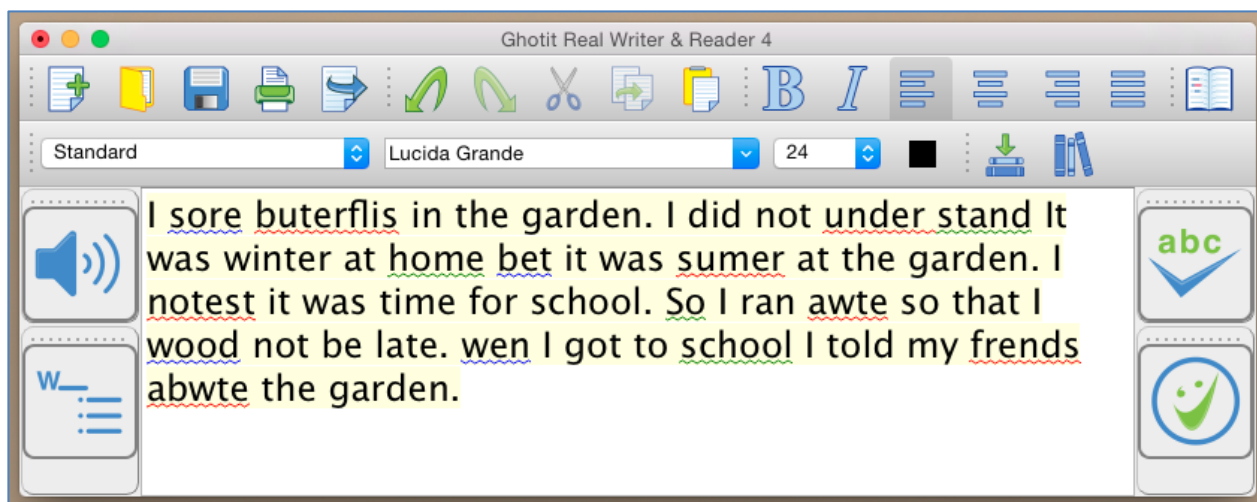 Ghotit Real Writer & Reader 4
B I
Standard Lucida Grande 24
I sore buterflis in the garden. I did not under stand It
was winter at home bet it was sumer at the garden. I
notest it was time for school. So I ran awte so that I
wood not be late. wen I got to school I told my frends
abwte the garden.
abc
W